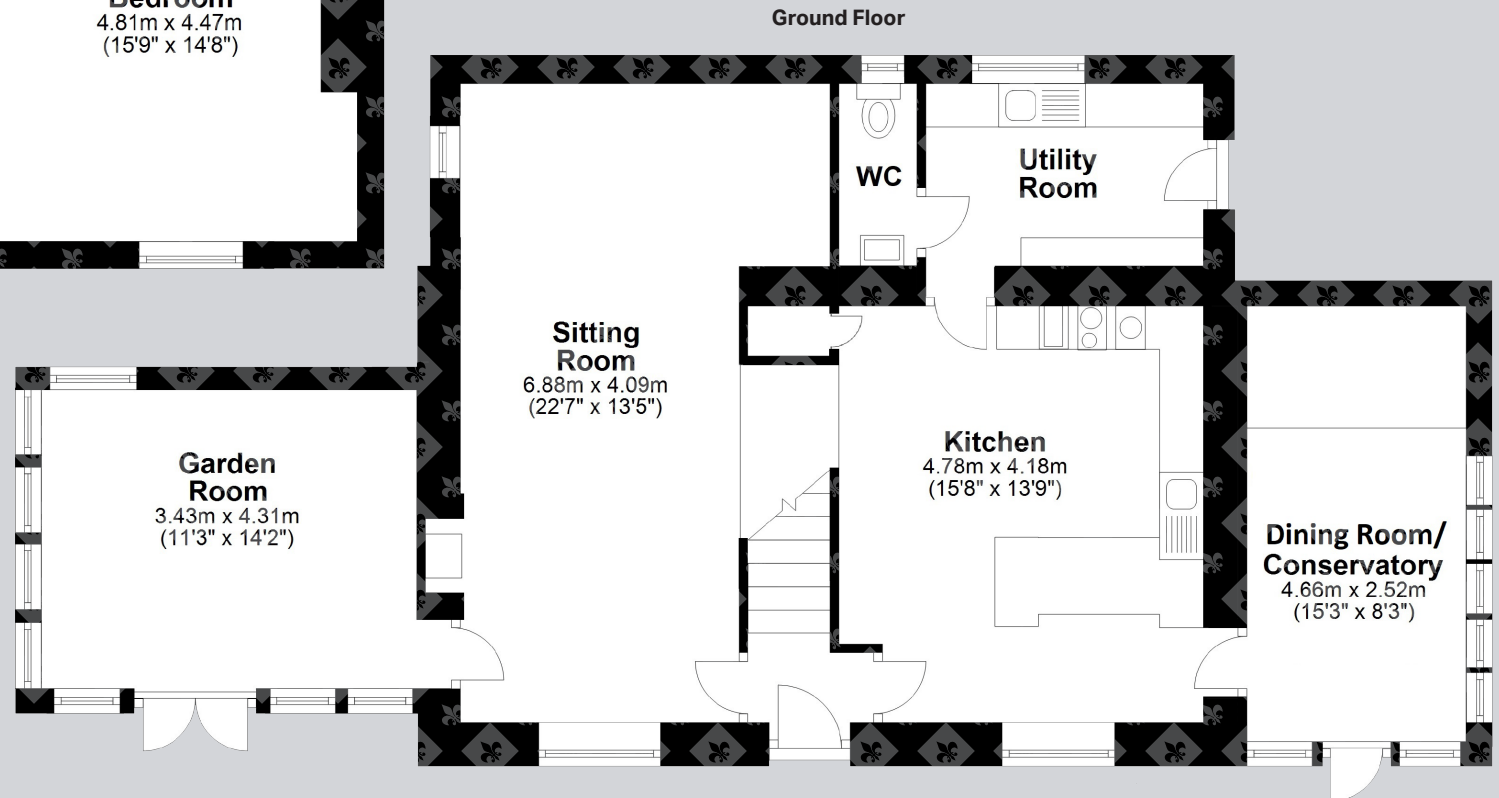 Bedroom
4.81m x 4.47m
(15'9" x 14'8")
Ground Floor
WC
Utility
Room
Sitting
Room
6.88m x 4.09m
(22'7" x 13'5")
Kitchen
4.78m x 4.18m
(15'8" x 13'9")
Garden
Room
3.43m x 4.31m
(11'3" x 14'2")
Dining Room/
Conservatory
4.66m x 2.52m
(15'3" x 8'3")